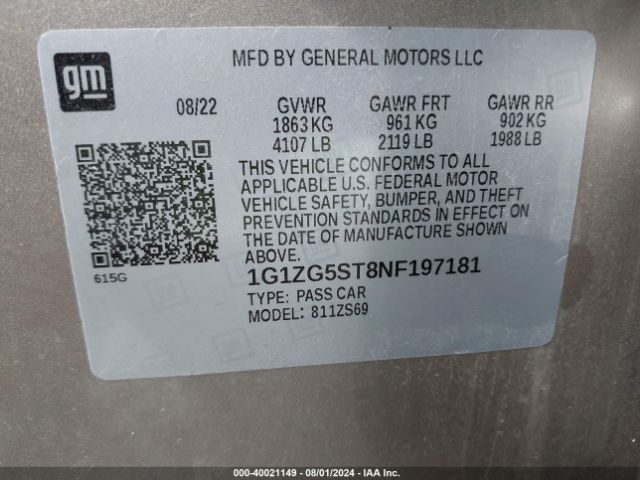 gm
MFD BY GENERAL MOTORS LLC
08/22 GVWR GAWR FRT GAWR RR
1863 KG 961 KG 902 KG
4107 LB 2119 LB 1988 LB
THIS VEHICLE CONFORMS TO ALL
APPLICABLE U.S. FEDERAL MOTOR
VEHICLE SAFETY, BUMPER, AND THEFT
PREVENTION STANDARDS IN EFFECT ON
THE DATE OF MANUFACTURE SHOWN
ABOVE.
615G
1G1ZG5ST8NF197181
TYPE: PASS CAR
MODEL: 811ZS69
000-40021149 - 08/01/2024 - IAA Inc.